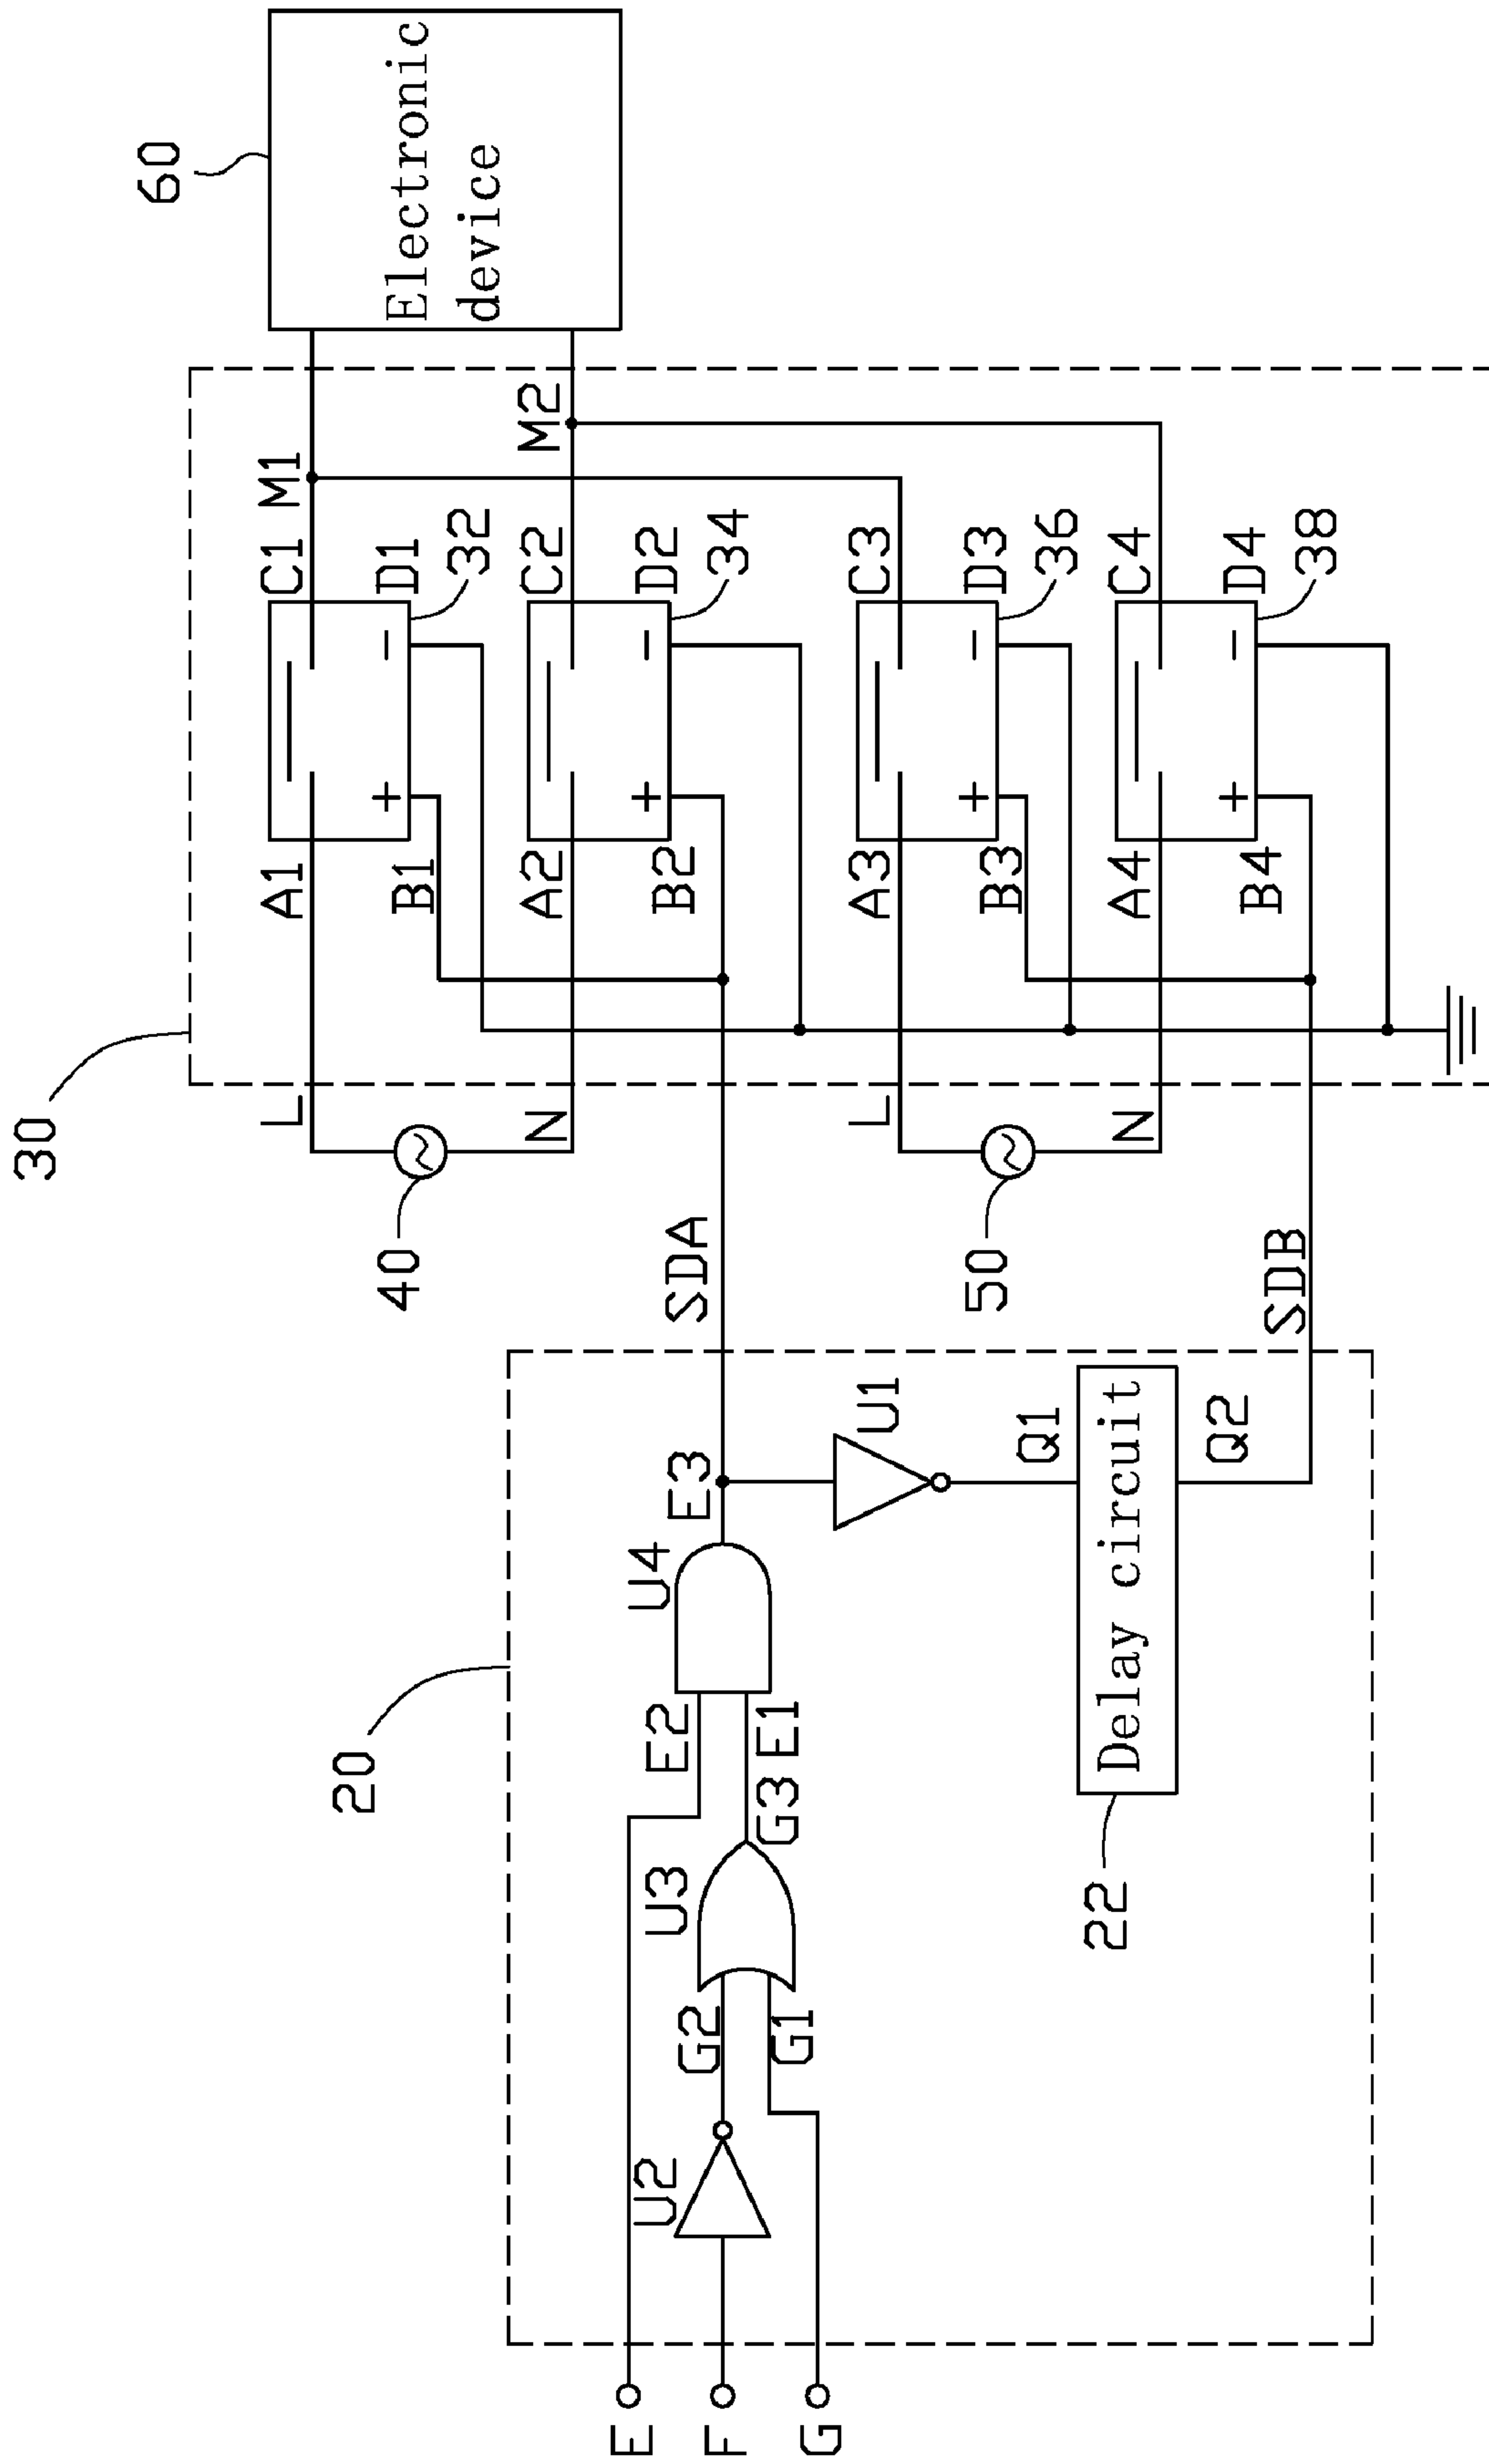 60
Electronic
device
30
M1
M2
C1
D1
32
C2
D2
34
C3
D3
36
C4
D4
38
+
-
+
-
+
-
+
-
A1
B1
A2
B2
A3
B3
A4
B4
L
N
L
N
40
50
SDA
SDB
20
E3
U1
Q1
Delay circuit
Q2
22
U4
E2
E1
G3
U3
G2
G1
U2
E
F
G